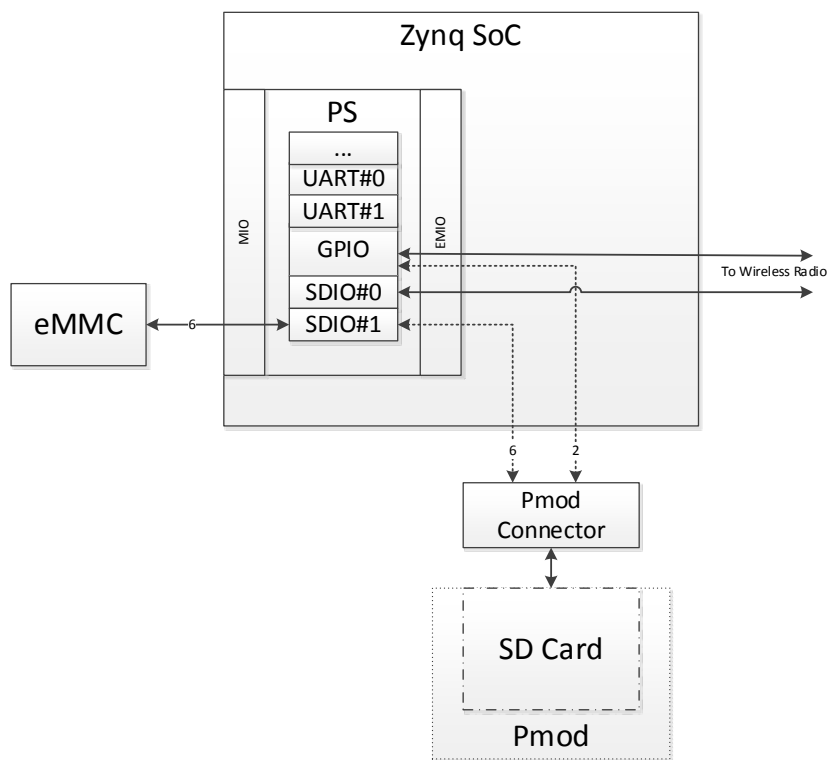 Zynq SoC
PS
...
UART#0
UART#1
GPIO
SDIO#0
SDIO#1
MIO
EMIO
To Wireless Radio
eMMC
6
6
2
Pmod
Connector
SD Card
Pmod